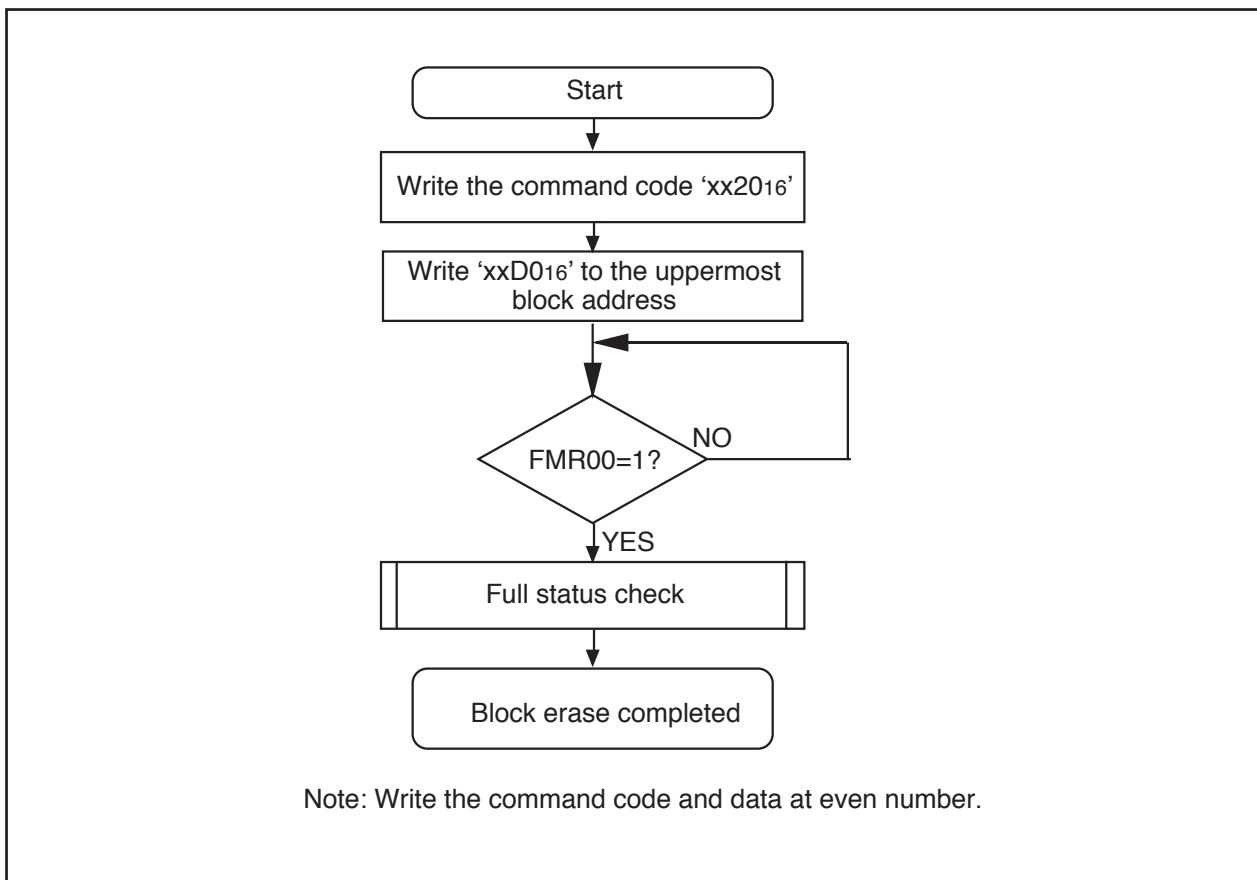 Start
Write the command code ‘xx2016’
Write ‘xxD016’ to the uppermost
block address
FMR00=1?
NO
YES
Full status check
Block erase completed
Note: Write the command code and data at even number.